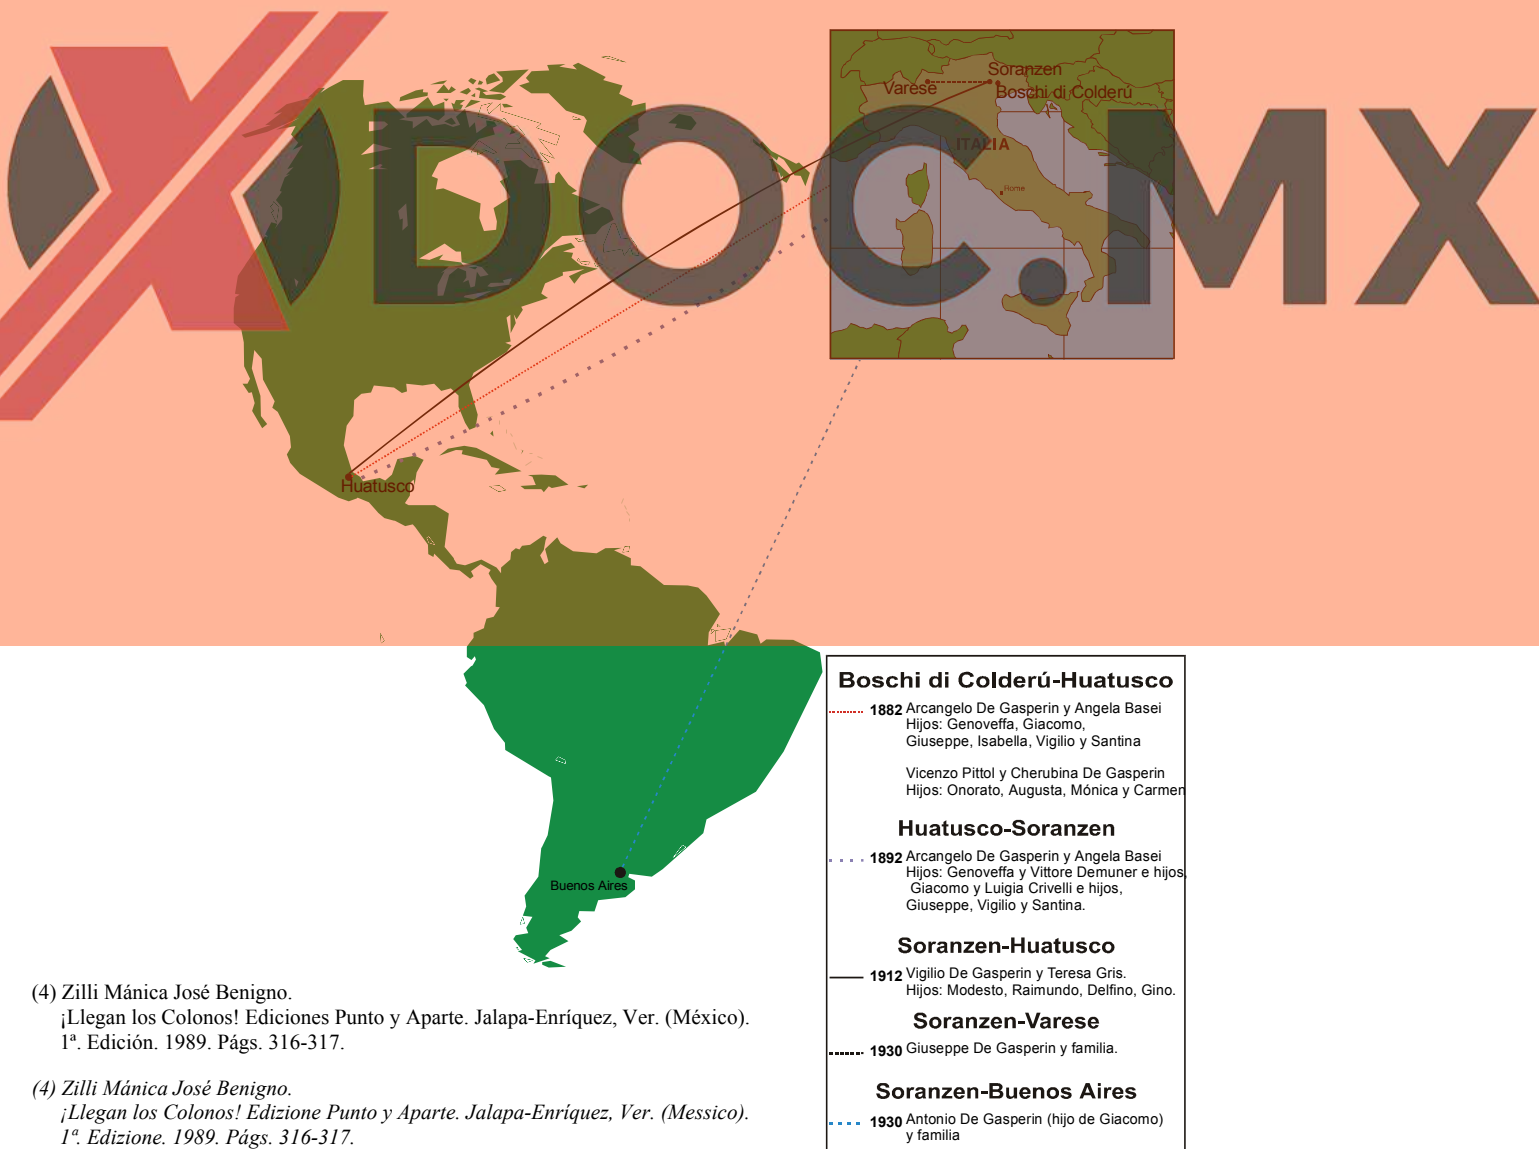 DOC.MX
Soranzen
Varese
Boschi di Colderú
ITALIA
Rome
Huatusco
Buenos Aires
Boschi di Colderú-Huatusco
1882 Arcangelo De Gasperin y Angela Basei
Hijos: Genoveffa, Giacomo,
Giuseppe, Isabella, Vigilio y Santina
Vicenzo Pittol y Cherubina De Gasperin
Hijos: Onorato, Augusta, Mónica y Carmen
Huatusco-Soranzen
1892 Arcangelo De Gasperin y Angela Basei
Hijos: Genoveffa y Vittore Demuner e hijos,
Giacomo y Luigia Crivelli e hijos,
Giuseppe, Vigilio y Santina.
Soranzen-Huatusco
1912 Vigilio De Gasperin y Teresa Gris.
Hijos: Modesto, Raimundo, Delfino, Gino.
Soranzen-Varese
1930 Giuseppe De Gasperin y familia.
Soranzen-Buenos Aires
1930 Antonio De Gasperin (hijo de Giacomo)
y familia
(4) Zilli Mánica José Benigno.
¡Llegan los Colonos! Ediciones Punto y Aparte. Jalapa-Enríquez, Ver. (México).
1ª. Edición. 1989. Págs. 316-317.
(4) Zilli Mánica José Benigno.
¡Llegan los Colonos! Edizione Punto y Aparte. Jalapa-Enríquez, Ver. (Messico).
1ª. Edizione. 1989. Págs. 316-317.